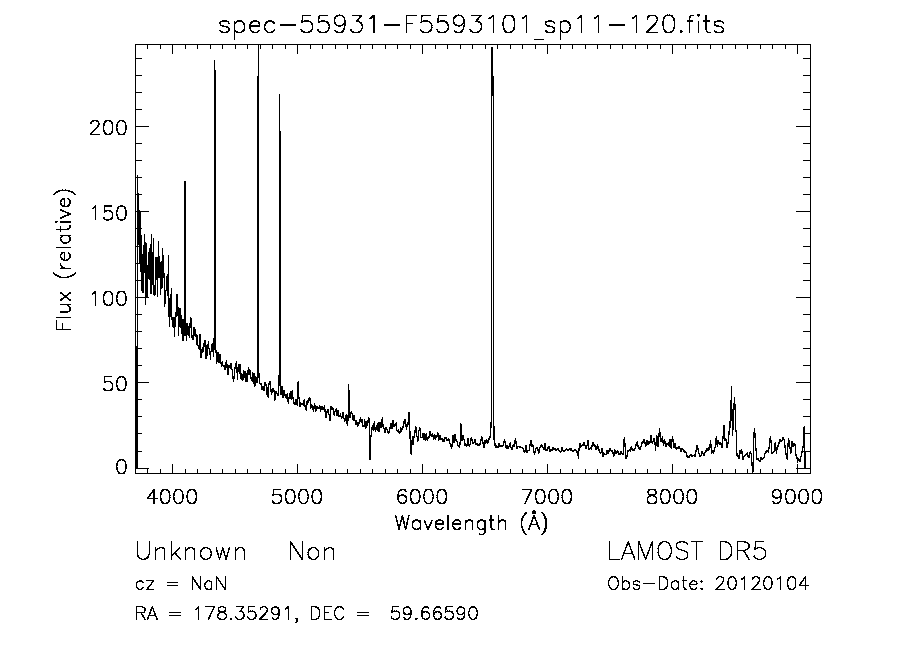 spec-55931-F5593101_sp11-120.fits
200
150
100
50
0
Flux (relative)
4000 5000 6000 7000 8000 9000
Wavelength (Å)
Unknown Non LAMOST DR5
cz = NaN Obs-Date: 20120104
RA = 178.35291, DEC = 59.66590